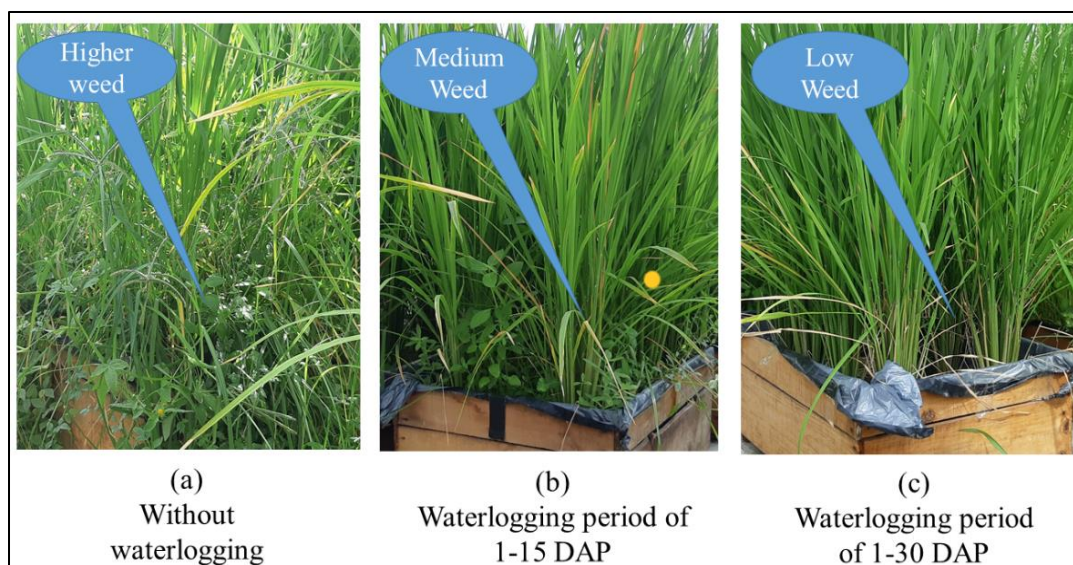 Higher
weed
Medium
Weed
Low
Weed
(a)
Without
waterlogging
(b)
Waterlogging period of
1-15 DAP
(c)
Waterlogging period
of 1-30 DAP